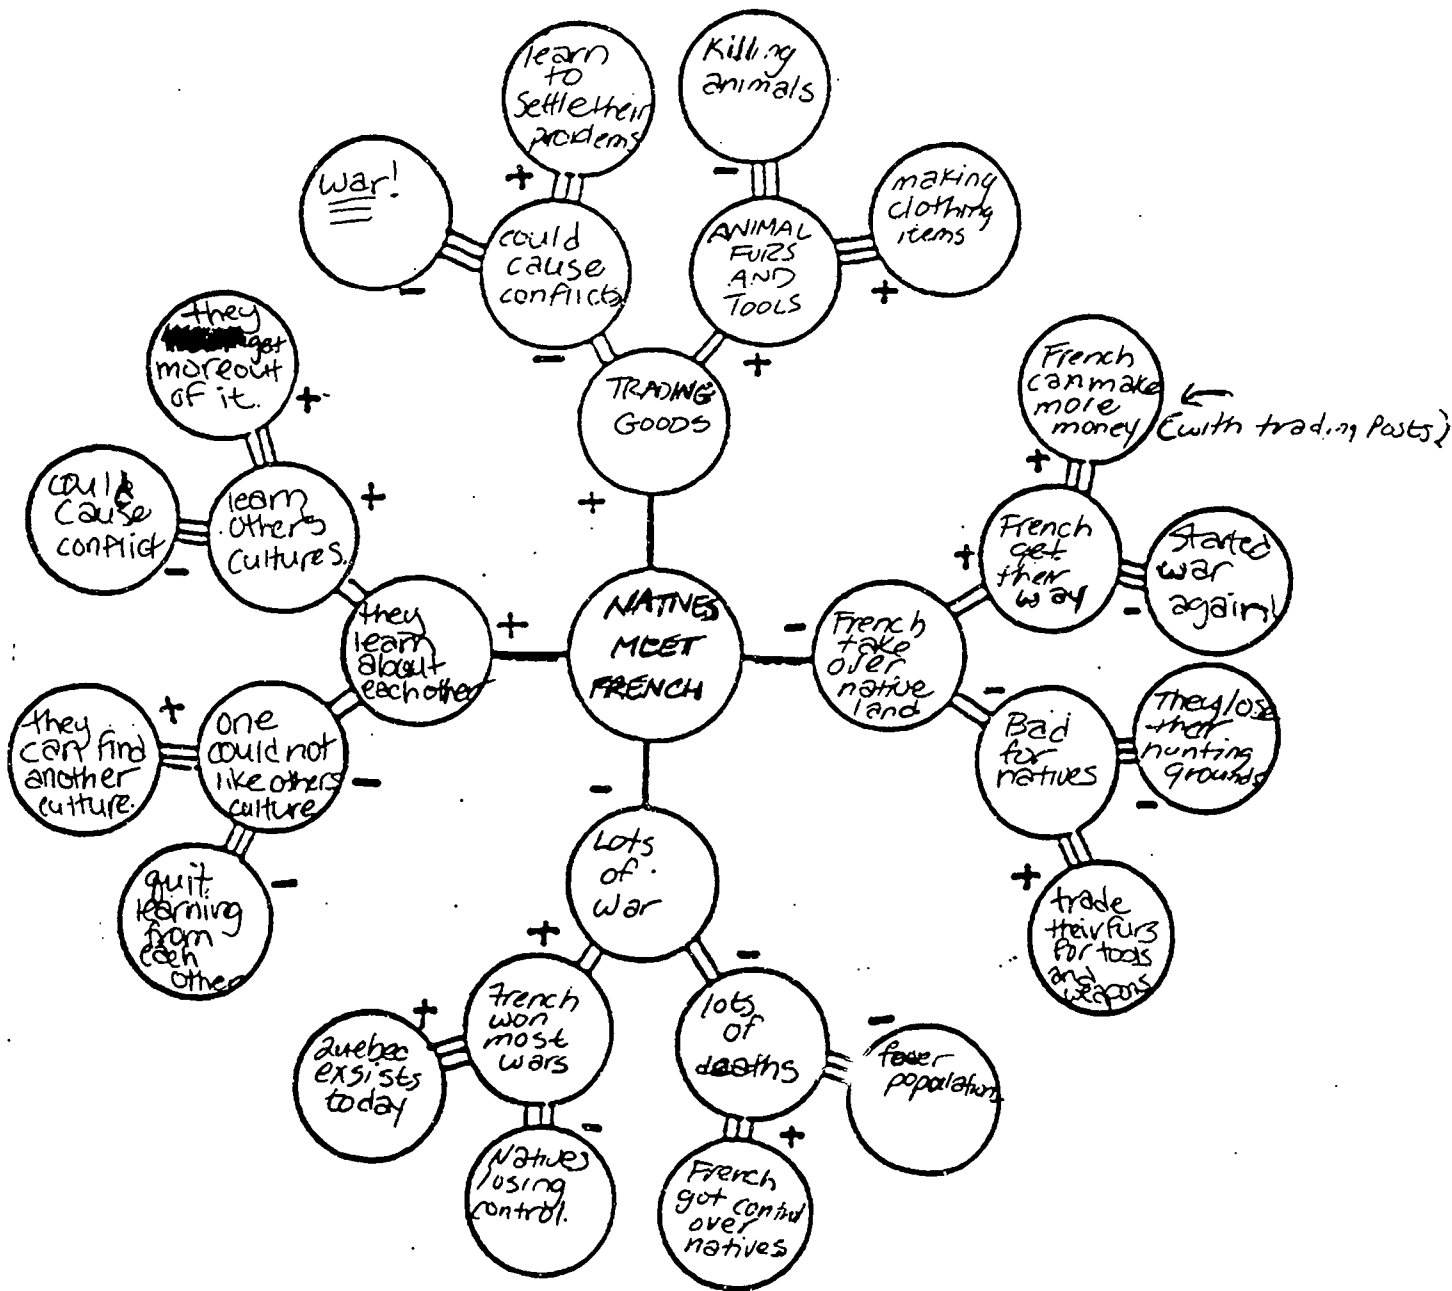 learn
to
Settle their
problems
Killing
animals
war!
could
cause
conflicts
ANIMAL
FURS
AND
TOOLS
making
clothing
items
TRADING
GOODS
they
get
more out
of it.
could
cause
conflict
learn
others
cultures.
they
learn
about
each other
one
could not
like others
culture
they
can find
another
culture.
quit
learning
from
each
other
NATIVES
MEET
FRENCH
French
take
over
native
land
French
get
their
way
French
can make
more
money
(with trading Posts)
Started
war
again!
Bad
for
natives
They lose
their
hunting
grounds
trade
their furs
for tools
and
weapons
Lots
of
war
French
won
most
wars
Quebec
exsists
today
Natives
losing
control.
lots
of
deaths
French
got control
over
natives
population
+
-
+
-
-
+
+
+
+
-
+
+
-
-
+
-
+
+
-
-
-
+
-
+
+
-
-
+